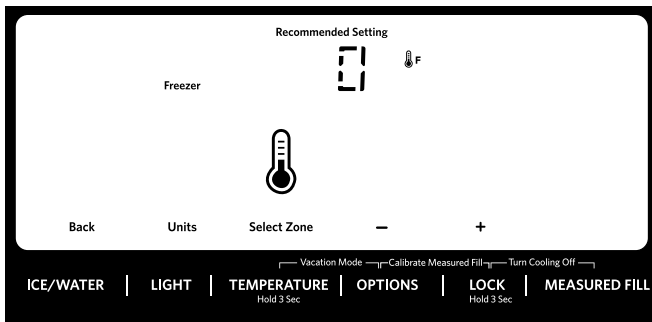 Recommended Setting
0 F
Freezer
Back Units Select Zone – +
Vacation Mode Calibrate Measured Fill Turn Cooling Off
ICE/WATER LIGHT TEMPERATURE OPTIONS LOCK MEASURED FILL
Hold 3 Sec Hold 3 Sec